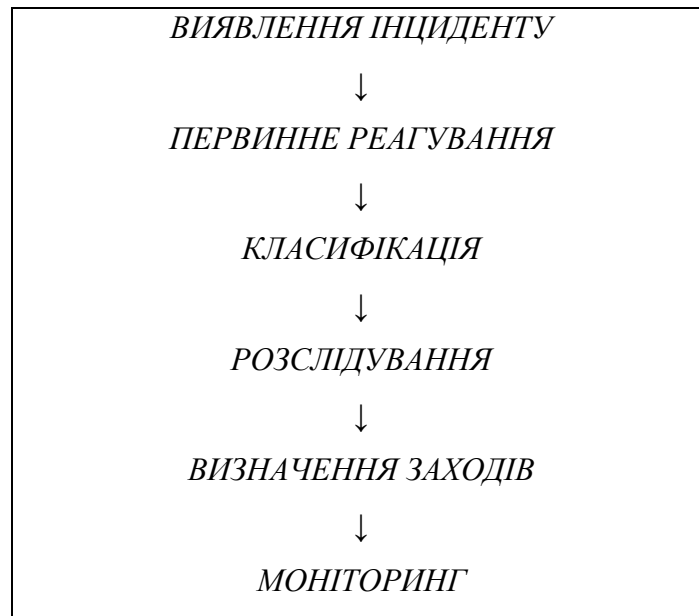 ВИЯВЛЕННЯ ІНЦИДЕНТУ
↓
ПЕРВИННЕ РЕАГУВАННЯ
↓
КЛАСИФІКАЦІЯ
↓
РОЗСЛІДУВАННЯ
↓
ВИЗНАЧЕННЯ ЗАХОДІВ
↓
МОНІТОРИНГ